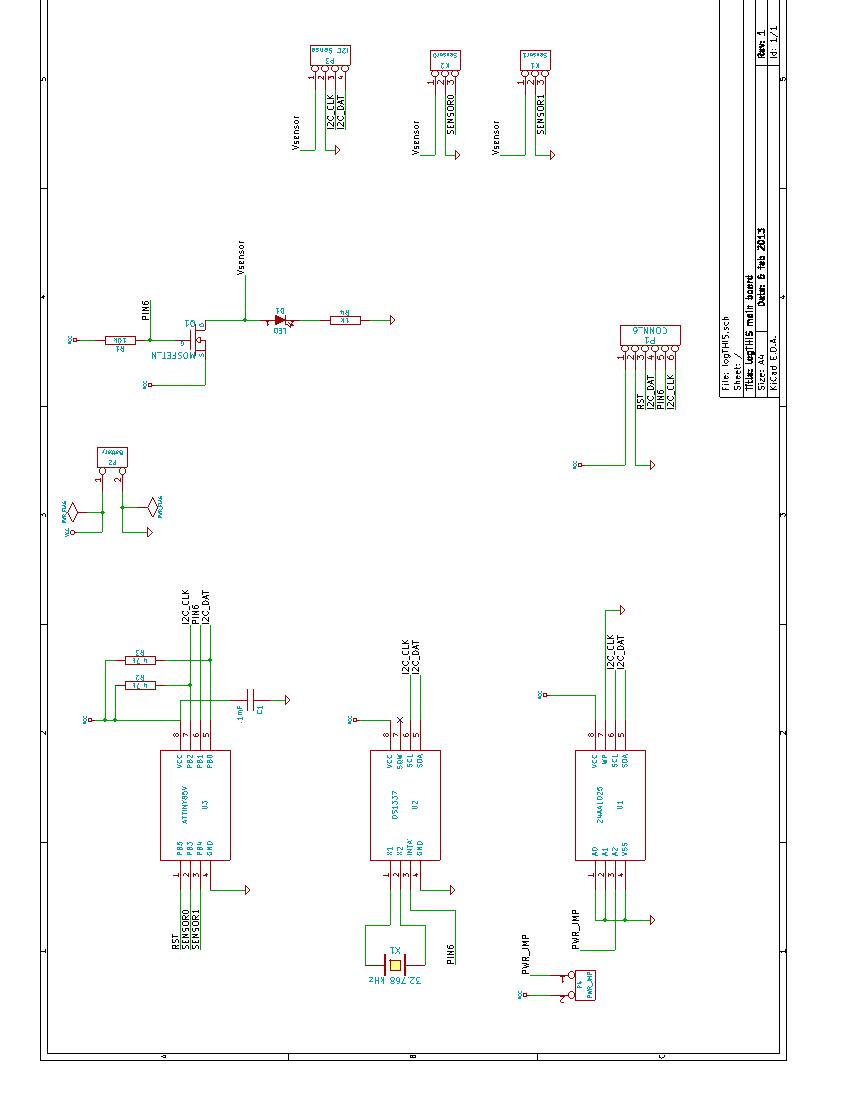 I2C Sense
P3
1
2
3
4
I2C_CLK
I2C_DAT
Vsensor
Sensor0
K2
1
2
3
SENSOR0
Vsensor
Sensor1
K1
1
2
3
SENSOR1
Vsensor
VCC
R1
10k
PIN6
Q1
D
G
S
MOSFET_N
VCC
Vsensor
D1
LED
R4
1k
CONN_6
P1
1
2
3
4
5
6
RST
I2C_DAT
PIN6
I2C_CLK
VCC
Battery
P2
1
2
PWR_FLAG
PWR_FLAG
VCC
I2C_CLK
PIN6
I2C_DAT
R3
4.7k
R2
4.7k
VCC
.1mF
C1
8
7
6
5
VCC
PB2
PB1
PB0
ATTINY85V
U3
PB5
PB3
PB4
GND
1
2
3
4
RST
SENSOR0
SENSOR1
I2C_CLK
I2C_DAT
VCC
8
7
6
5
VCC
SQW
SCL
SDA
DS1337
U2
X1
X2
INTA
GND
1
2
3
4
X1
32.768 kHz
PIN6
I2C_CLK
I2C_DAT
VCC
8
7
6
5
VCC
WP
SCL
SDA
U1
A0
A1
A2
VSS
1
2
3
4
PWR_JMP
PWR_JMP
VCC
1
2
P4
PWR_JMP
File: logTHIS.sch
Sheet: /
Title: logTHIS main board
Size: A4
Date: 6 feb 2013
Rev: 1
KiCad E.D.A.
Id: 1/1
1
2
3
4
5
1
2
3
4
5
A
B
C